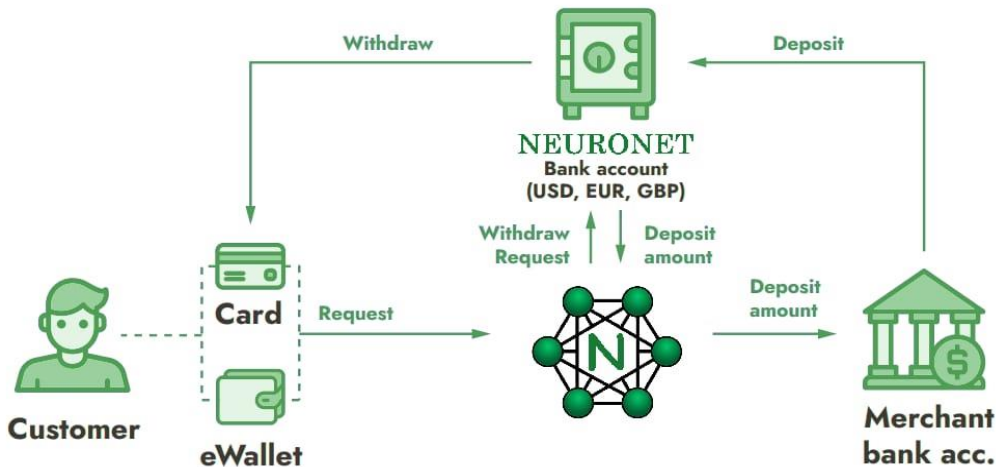 Withdraw
Deposit
NEURONET
Bank account
(USD, EUR, GBP)
Withdraw
Request
Deposit
amount
Card
Request
N
Deposit
amount
$
Customer
eWallet
Merchant
bank acc.